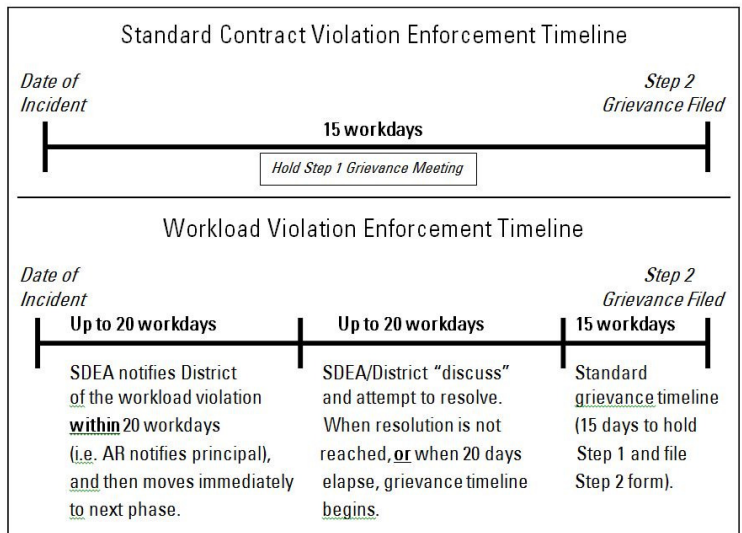 Standard Contract Violation Enforcement Timeline
Date of
Incident
Step 2
Grievance Filed
15 workdays
Hold Step 1 Grievance Meeting
Workload Violation Enforcement Timeline
Date of
Incident
Step 2
Grievance Filed
Up to 20 workdays
SDEA notifies District
of the workload violation
within 20 workdays
(i.e. AR notifies principal),
and then moves immediately
to next phase.
Up to 20 workdays
SDEA/District “discuss”
and attempt to resolve.
When resolution is not
reached, or when 20 days
elapse, grievance timeline
begins.
15 workdays
Standard
grievance timeline
(15 days to hold
Step 1 and file
Step 2 form).